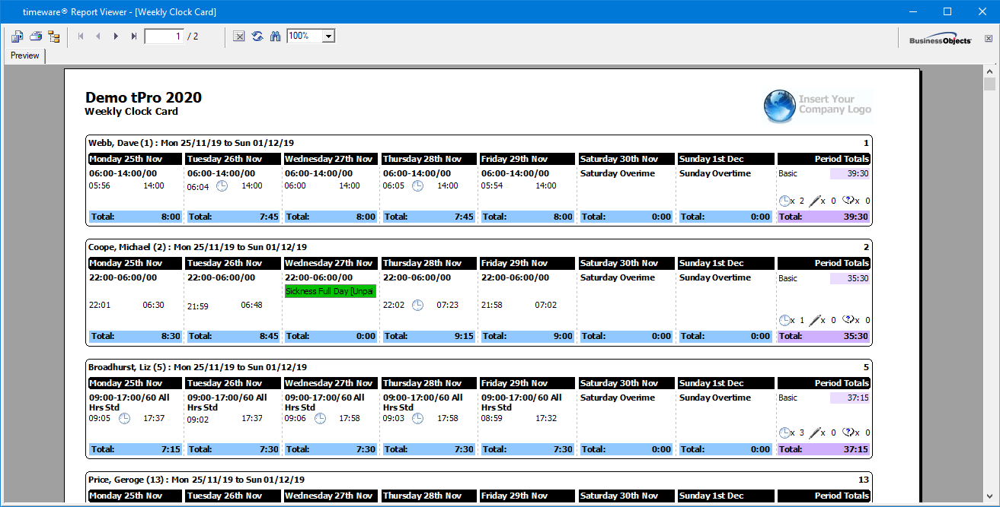 timeware® Report Viewer - [Weekly Clock Card]
1 / 2 100% BusinessObjects
Preview
Demo tPro 2020
Weekly Clock Card
Insert Your
Company Logo
Webb, Dave (1) : Mon 25/11/19 to Sun 01/12/19 1
Monday 25th Nov Tuesday 26th Nov Wednesday 27th Nov Thursday 28th Nov Friday 29th Nov Saturday 30th Nov Sunday 1st Dec Period Totals
06:00-14:00/00 06:00-14:00/00 06:00-14:00/00 06:00-14:00/00 06:00-14:00/00 Saturday Overime Sunday Overtime Basic 39:30
05:56 14:00 06:04 14:00 06:00 14:00 06:05 14:00 05:54 14:00
x 2 x 0 x 0
Total: 8:00 Total: 7:45 Total: 8:00 Total: 7:45 Total: 8:00 Total: 0:00 Total: 0:00 Total: 39:30
Coope, Michael (2) : Mon 25/11/19 to Sun 01/12/19 2
Monday 25th Nov Tuesday 26th Nov Wednesday 27th Nov Thursday 28th Nov Friday 29th Nov Saturday 30th Nov Sunday 1st Dec Period Totals
22:00-06:00/00 22:00-06:00/00 22:00-06:00/00 22:00-06:00/00 22:00-06:00/00 Saturday Overime Sunday Overtime Basic 35:30
Sickness Full Day [Unpai
22:01 06:30 21:59 06:48 22:02 07:23 21:58 07:02
x 1 x 0 x 0
Total: 8:30 Total: 8:45 Total: 0:00 Total: 9:15 Total: 9:00 Total: 0:00 Total: 0:00 Total: 35:30
Broadhurst, Liz (5) : Mon 25/11/19 to Sun 01/12/19 5
Monday 25th Nov Tuesday 26th Nov Wednesday 27th Nov Thursday 28th Nov Friday 29th Nov Saturday 30th Nov Sunday 1st Dec Period Totals
09:00-17:00/60 All 09:00-17:00/60 All 09:00-17:00/60 All 09:00-17:00/60 All 09:00-17:00/60 All Saturday Overime Sunday Overtime Basic 37:15
Hrs Std Hrs Std Hrs Std Hrs Std Hrs Std
09:05 17:37 09:02 17:37 09:06 17:58 09:03 17:58 08:59 17:32
x 3 x 0 x 0
Total: 7:15 Total: 7:30 Total: 7:30 Total: 7:30 Total: 7:30 Total: 0:00 Total: 0:00 Total: 37:15
Price, Geroge (13) : Mon 25/11/19 to Sun 01/12/19 13
Monday 25th Nov Tuesday 26th Nov Wednesday 27th Nov Thursday 28th Nov Friday 29th Nov Saturday 30th Nov Sunday 1st Dec Period Totals